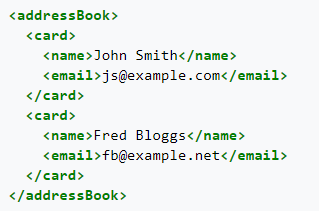 <addressBook>
  <card>
    <name>John Smith</name>
    <email>js@example.com</email>
  </card>
  <card>
    <name>Fred Bloggs</name>
    <email>fb@example.net</email>
  </card>
</addressBook>